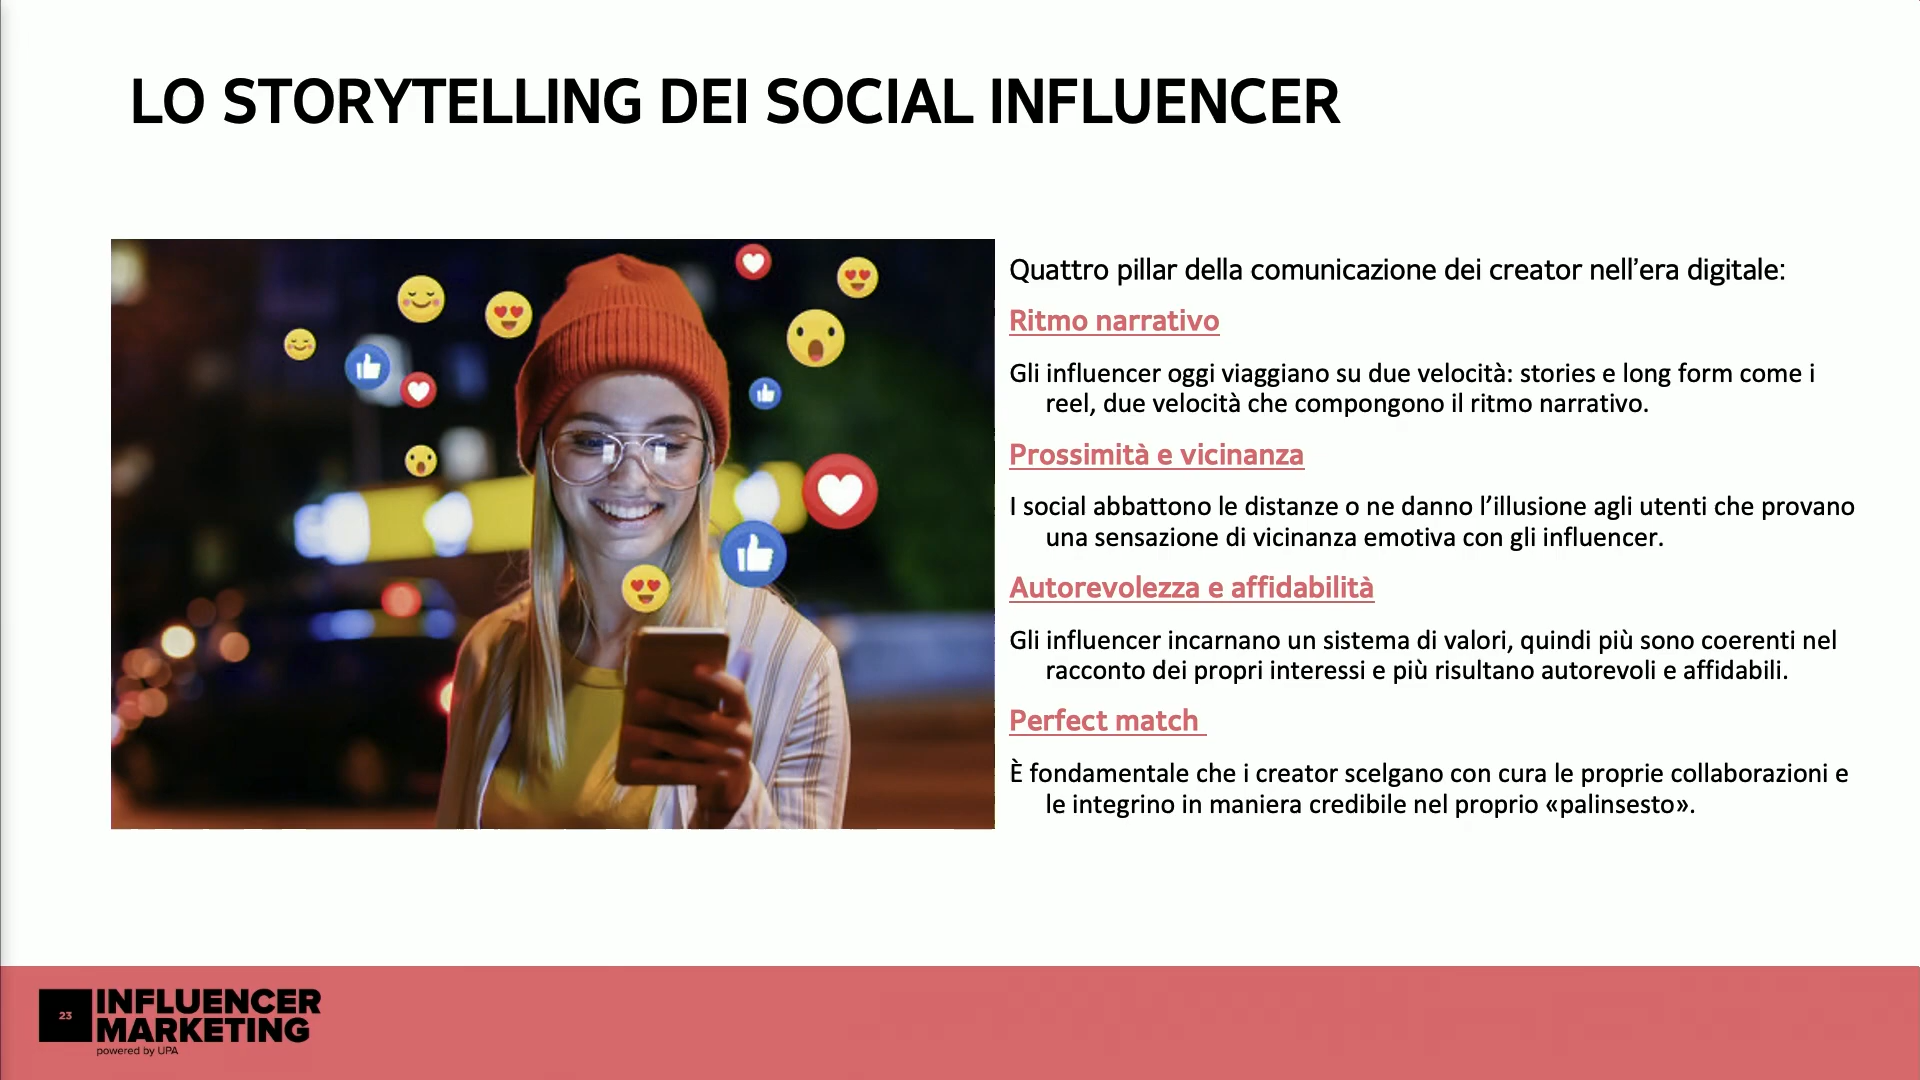 LO STORYTELLING DEI SOCIAL INFLUENCER
Quattro pillar della comunicazione dei creator nell’era digitale:
Ritmo narrativo
Gli influencer oggi viaggiano su due velocità: stories e long form come i
reel, due velocità che compongono il ritmo narrativo.
Prossimità e vicinanza
I social abbattono le distanze o ne danno l’illusione agli utenti che provano
una sensazione di vicinanza emotiva con gli influencer.
Autorevolezza e affidabilità
Gli influencer incarnano un sistema di valori, quindi più sono coerenti nel
racconto dei propri interessi e più risultano autorevoli e affidabili.
Perfect match
È fondamentale che i creator scelgano con cura le proprie collaborazioni e
le integrino in maniera credibile nel proprio «palinsesto».
23
INFLUENCER
MARKETING
powered by UPA